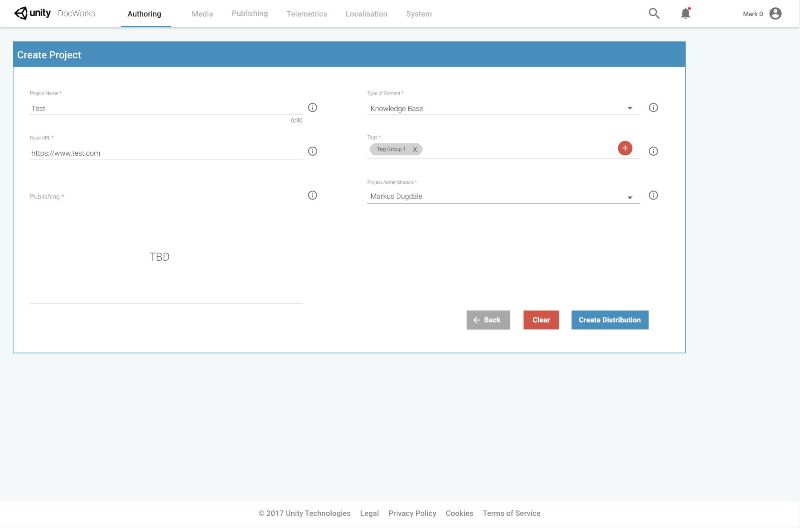 unity DocWorks Authoring Media Publishing Telemetrics Localisation System Mark D
Create Project
Project Name *
Test
0/30
Type of Content *
Knowledge Base
Repo URL *
https://www.test.com
Tags *
Tag Group 1 X
Publishing *
TBD
Project Administrators *
Markus Dugdale
Back Clear Create Distribution
© 2017 Unity Technologies Legal Privacy Policy Cookies Terms of Service